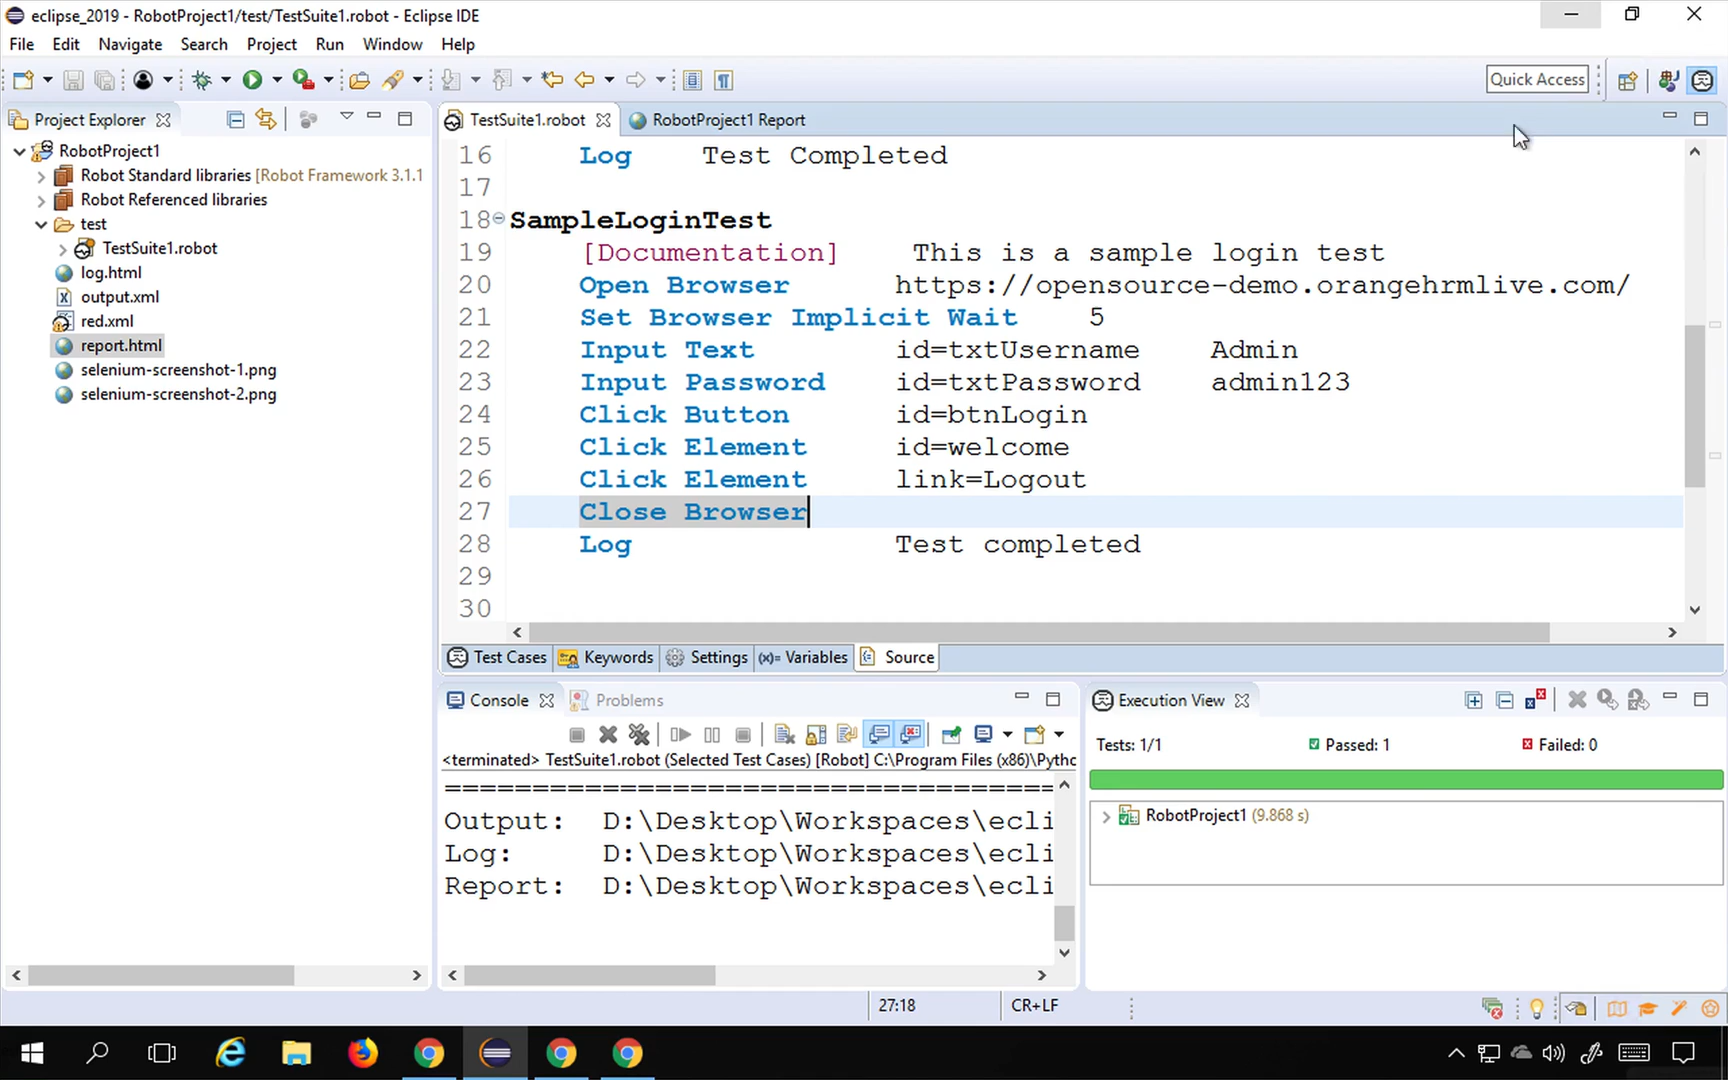 eclipse_2019 - RobotProject1/test/TestSuite1.robot - Eclipse IDE
File Edit Navigate Search Project Run Window Help
Quick Access
Project Explorer
RobotProject1
Robot Standard libraries [Robot Framework 3.1.1
Robot Referenced libraries
test
TestSuite1.robot
log.html
output.xml
red.xml
report.html
selenium-screenshot-1.png
selenium-screenshot-2.png
TestSuite1.robot RobotProject1 Report
16 Log Test Completed
17
18 SampleLoginTest
19 [Documentation] This is a sample login test
20 Open Browser https://opensource-demo.orangehrmlive.com/
21 Set Browser Implicit Wait 5
22 Input Text id=txtUsername Admin
23 Input Password id=txtPassword admin123
24 Click Button id=btnLogin
25 Click Element id=welcome
26 Click Element link=Logout
27 Close Browser
28 Log Test completed
29
30
Test Cases Keywords Settings (x)= Variables Source
Console Problems
<terminated> TestSuite1.robot (Selected Test Cases) [Robot] C:\Program Files (x86)\Pytho
===================================
Output: D:\Desktop\Workspaces\ecli
Log: D:\Desktop\Workspaces\ecli
Report: D:\Desktop\Workspaces\ecli
Execution View
Tests: 1/1 Passed: 1 Failed: 0
RobotProject1 (9.868 s)
27:18 CR+LF